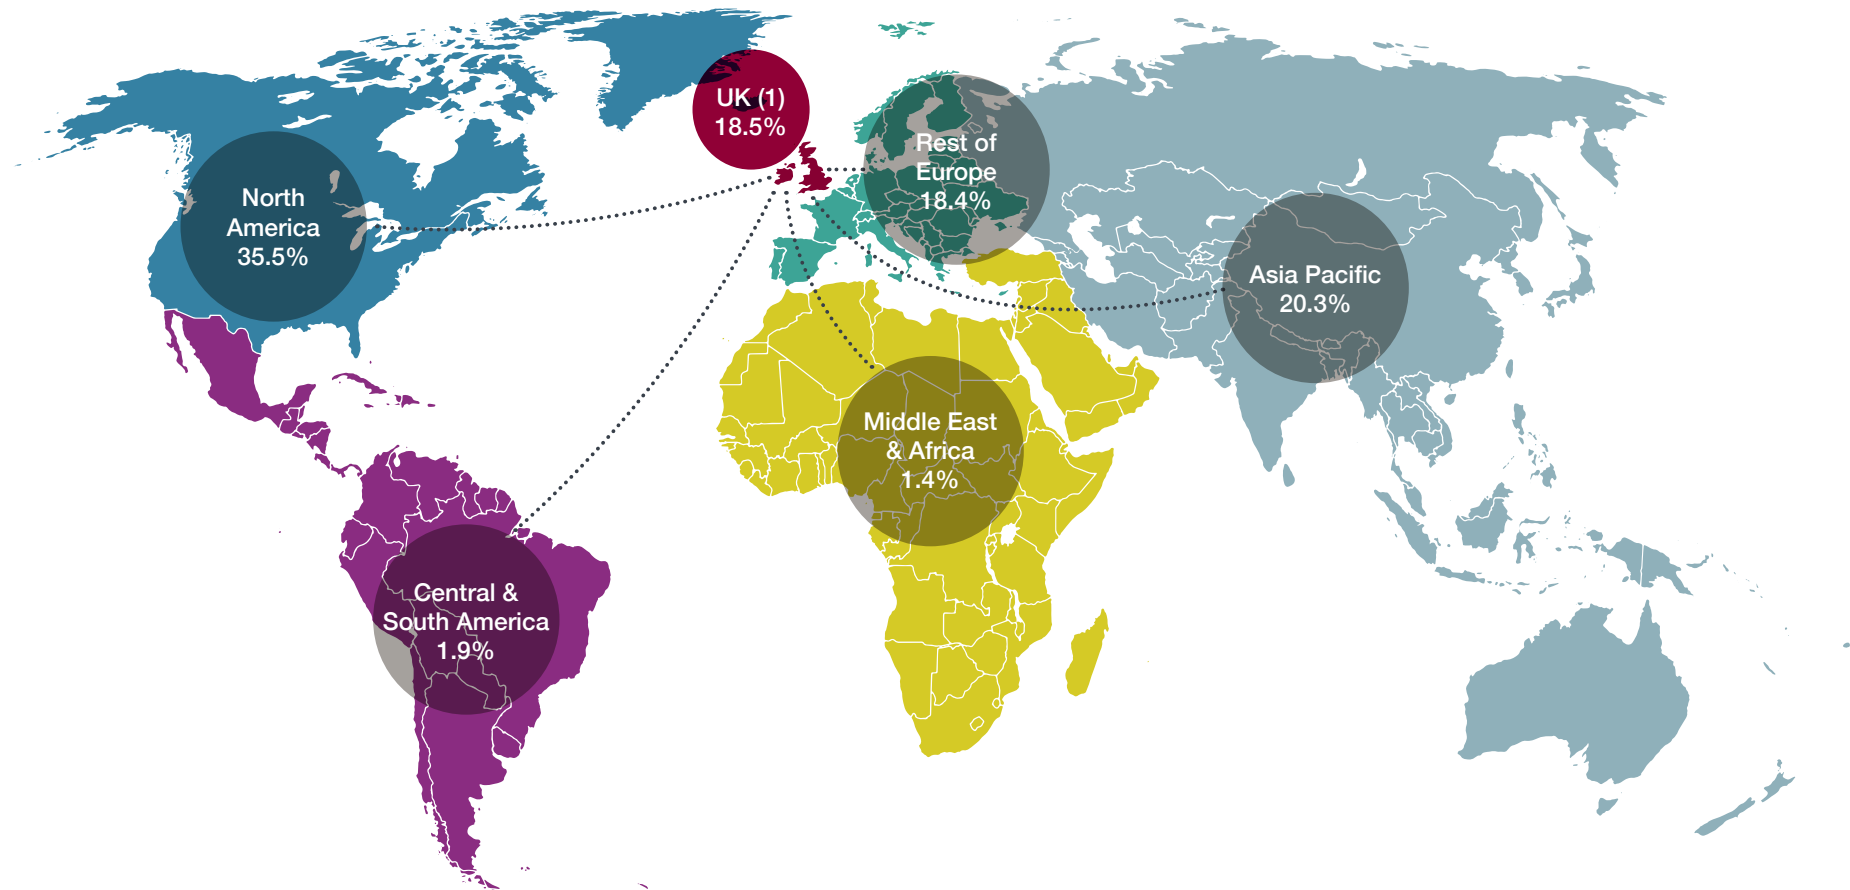 UK (1)
18.5%
Rest of
Europe
18.4%
North
America
35.5%
Asia Pacific
20.3%
Middle East
& Africa
1.4%
Central &
South America
1.9%